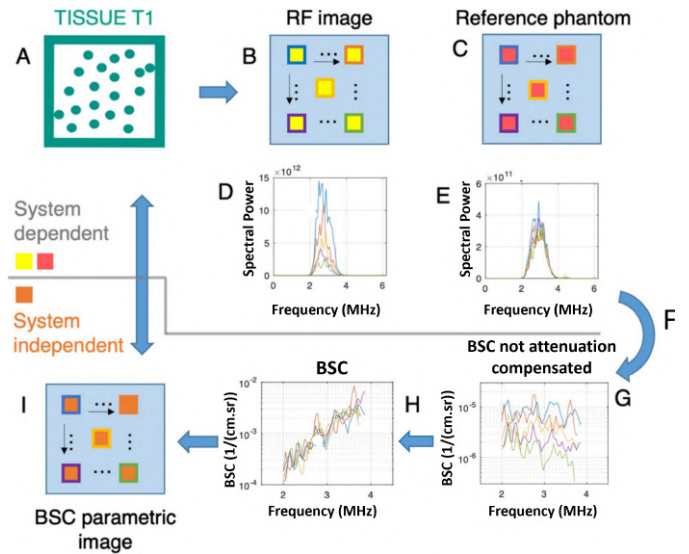 TISSUE T1
RF image
Reference phantom
A
B
C
System
dependent
System
independent
D
×10¹²
15
10
5
0
0 2 4 6
Spectral Power
Frequency (MHz)
E
×10¹¹
6
4
2
0
0 2 4 6
Spectral Power
Frequency (MHz)
F
BSC not attenuation
compensated
G
10⁻⁵
10⁻⁶
1 2 3 4 5
BSC (1/(cm.sr))
Frequency (MHz)
H
BSC
10⁻²
10⁻³
10⁻⁴
1 2 3 4 5
BSC (1/(cm.sr))
Frequency (MHz)
I
BSC parametric
image